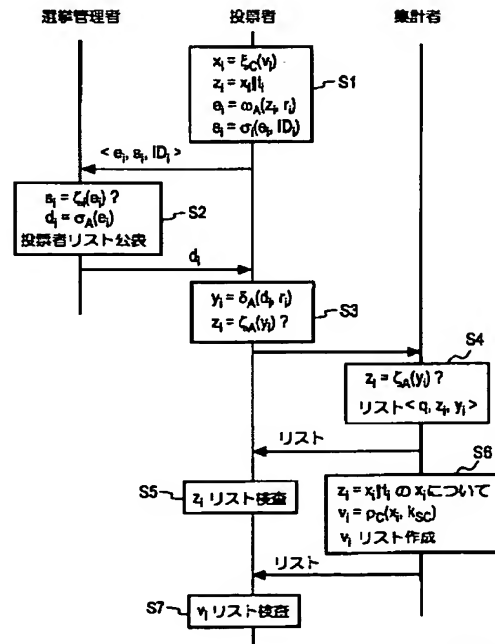 選挙管理者
投票者
集計者
xᵢ = ξC(vᵢ)
zᵢ = xᵢ‖tᵢ
eᵢ = ωA(zᵢ, rᵢ)
sᵢ = σᵢ(eᵢ, IDᵢ)
S1
< eᵢ, sᵢ, IDᵢ >
sᵢ = ζᵢ(eᵢ) ?
dᵢ = σA(eᵢ)
投票者リスト公表
S2
dᵢ
yᵢ = δA(dᵢ, rᵢ)
zᵢ = ζA(yᵢ) ?
S3
S4
zᵢ = ζA(yᵢ) ?
リスト< q, zᵢ, yᵢ >
リスト
S6
S5
zᵢ リスト検査
zᵢ = xᵢ‖tᵢ の xᵢ について
vᵢ = ρC(xᵢ, kSC)
vᵢ リスト作成
リスト
S7
vᵢ リスト検査